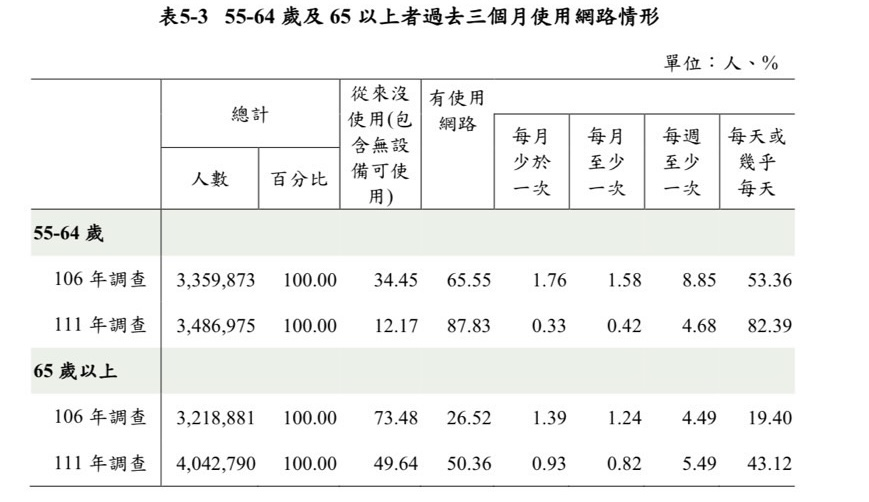 表5-3 55-64 歲及 65 以上者過去三個月使用網路情形
單位：人、%
總計 從來沒使用(包含無設備可使用) 有使用網路
人數 百分比 每月少於一次 每月至少一次 每週至少一次 每天或幾乎每天
55-64 歲
106 年調查 3,359,873 100.00 34.45 65.55 1.76 1.58 8.85 53.36
111 年調查 3,486,975 100.00 12.17 87.83 0.33 0.42 4.68 82.39
65 歲以上
106 年調查 3,218,881 100.00 73.48 26.52 1.39 1.24 4.49 19.40
111 年調查 4,042,790 100.00 49.64 50.36 0.93 0.82 5.49 43.12